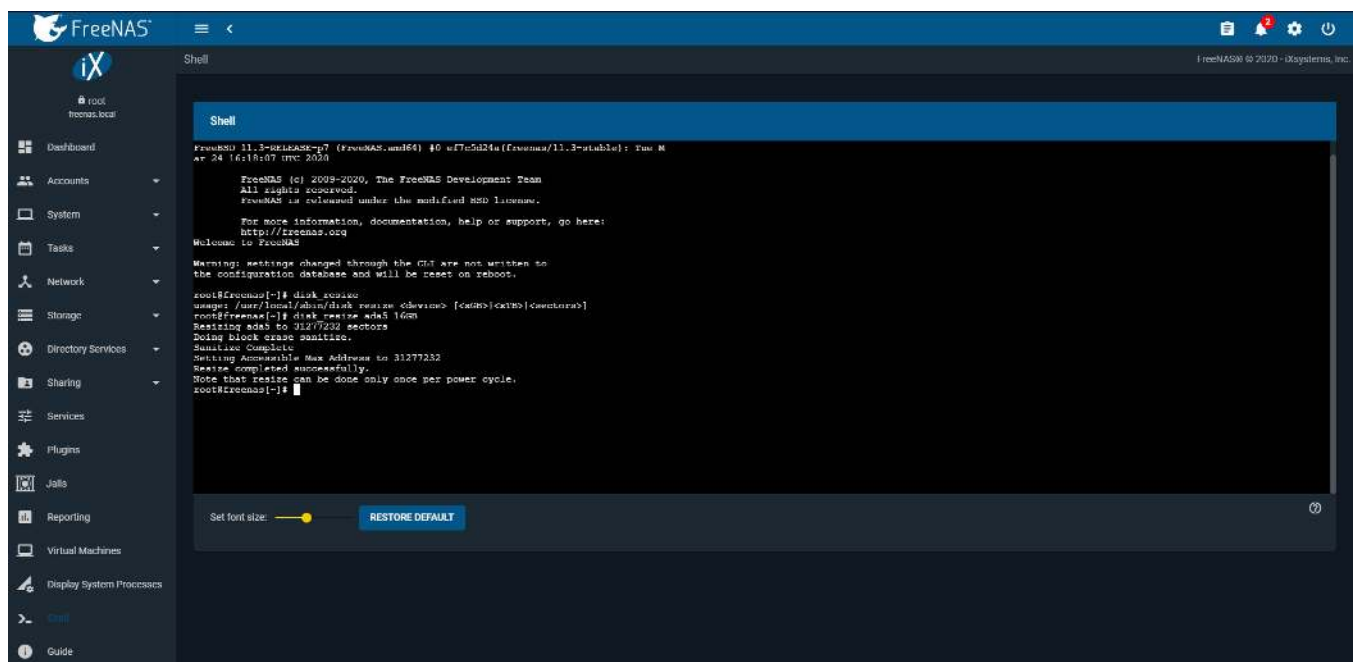 FreeNAS®
2
iX
Shell
FreeNAS® © 2020 - iXsystems, Inc.
root
freenas.local
Dashboard
Accounts
System
Tasks
Network
Storage
Directory Services
Sharing
Services
Plugins
Jails
Reporting
Virtual Machines
Display System Processes
Shell
Guide
Shell
FreeBSD 11.3-RELEASE-p7 (FreeNAS.amd64) #0 ef7c5d24a(freenas/11.3-stable): Tue M
ar 24 16:18:07 UTC 2020
FreeNAS (c) 2009-2020, The FreeNAS Development Team
All rights reserved.
FreeNAS is released under the modified BSD license.
For more information, documentation, help or support, go here:
http://freenas.org
Welcome to FreeNAS
Warning: settings changed through the CLI are not written to
the configuration database and will be reset on reboot.
root@freenas[~]# disk_resize
usage: /usr/local/sbin/disk_resize <device> [<xGB>|<xTB>|<sectors>]
root@freenas[~]# disk_resize ada5 16GB
Resizing ada5 to 31277232 sectors
Doing block erase sanitize.
Sanitize Complete
Setting Accessible Max Address to 31277232
Resize completed successfully.
Note that resize can be done only once per power cycle.
root@freenas[~]#
Set font size:
RESTORE DEFAULT